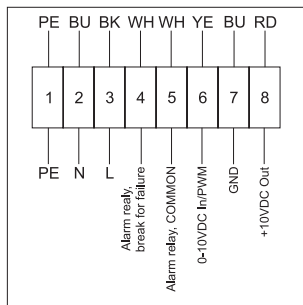 PE BU BK WH WH YE BU RD
1 2 3 4 5 6 7 8
PE N L
Alarm realy,
break for failure
Alarm relay, COMMON
0-10VDC In/PWM
GND
+10VDC Out